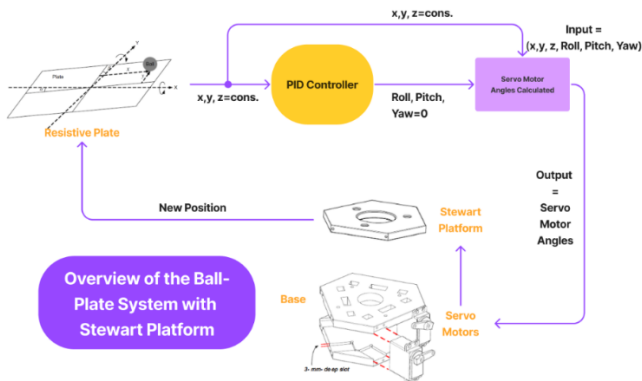 x,y, z=cons.
Input =
(x,y, z, Roll, Pitch, Yaw)
Y
Plate
Ball
X
x,y, z=cons.
PID Controller
Roll, Pitch,
Yaw=0
Servo Motor
Angles Calculated
Resistive Plate
New Position
Stewart
Platform
Output
=
Servo
Motor
Angles
Overview of the Ball-
Plate System with
Stewart Platform
Base
Servo
Motors
3- mm- deep slot